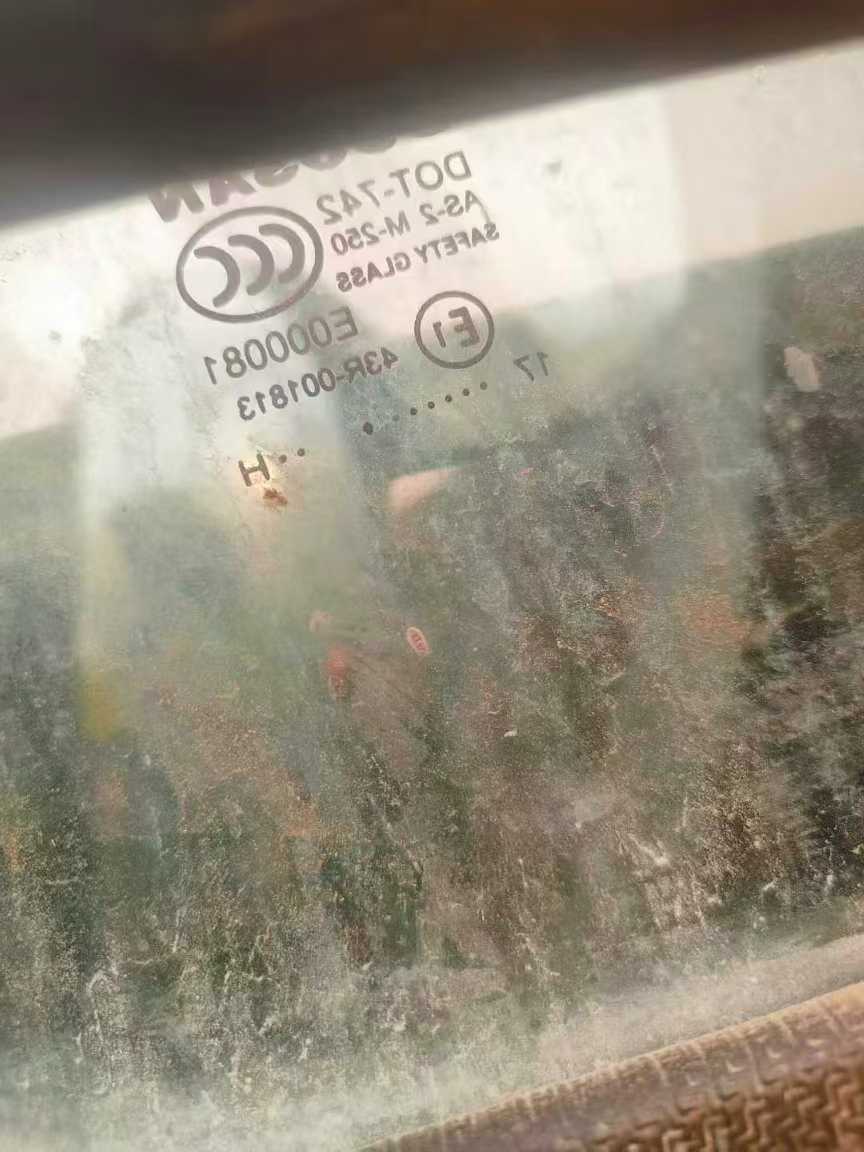 DOT-742
AS-2 M-250
SAFETY GLASS
CCC
E1
E000081
43R-001813
17 ....... .. H